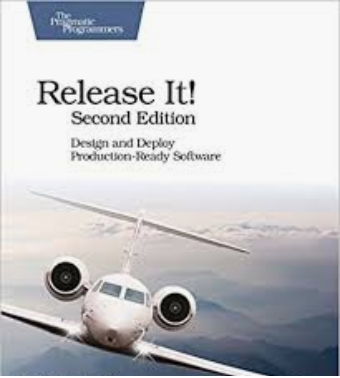 The
Pragmatic
Programmers
Release It!
Second Edition
Design and Deploy
Production-Ready Software